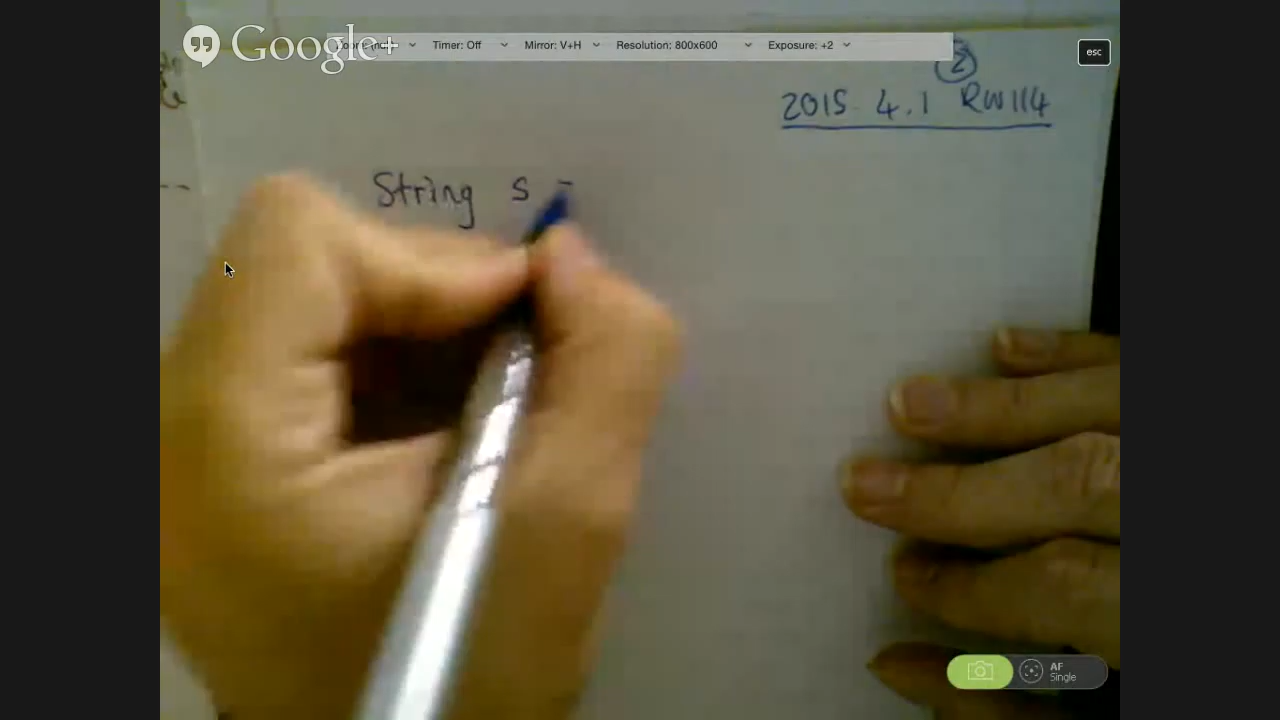 Google+
Timer: Off Mirror: V+H Resolution: 800x600 Exposure: +2
esc
2
2015. 4.1 RW114
String s =
AF
Single